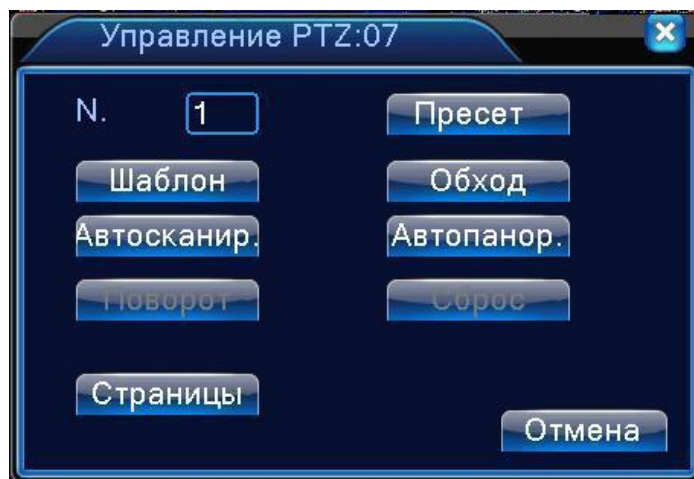 Управление PTZ:07
N. 1 Пресет
Шаблон Обход
Автосканир. Автопанор.
Поворот Сброс
Страницы
Отмена